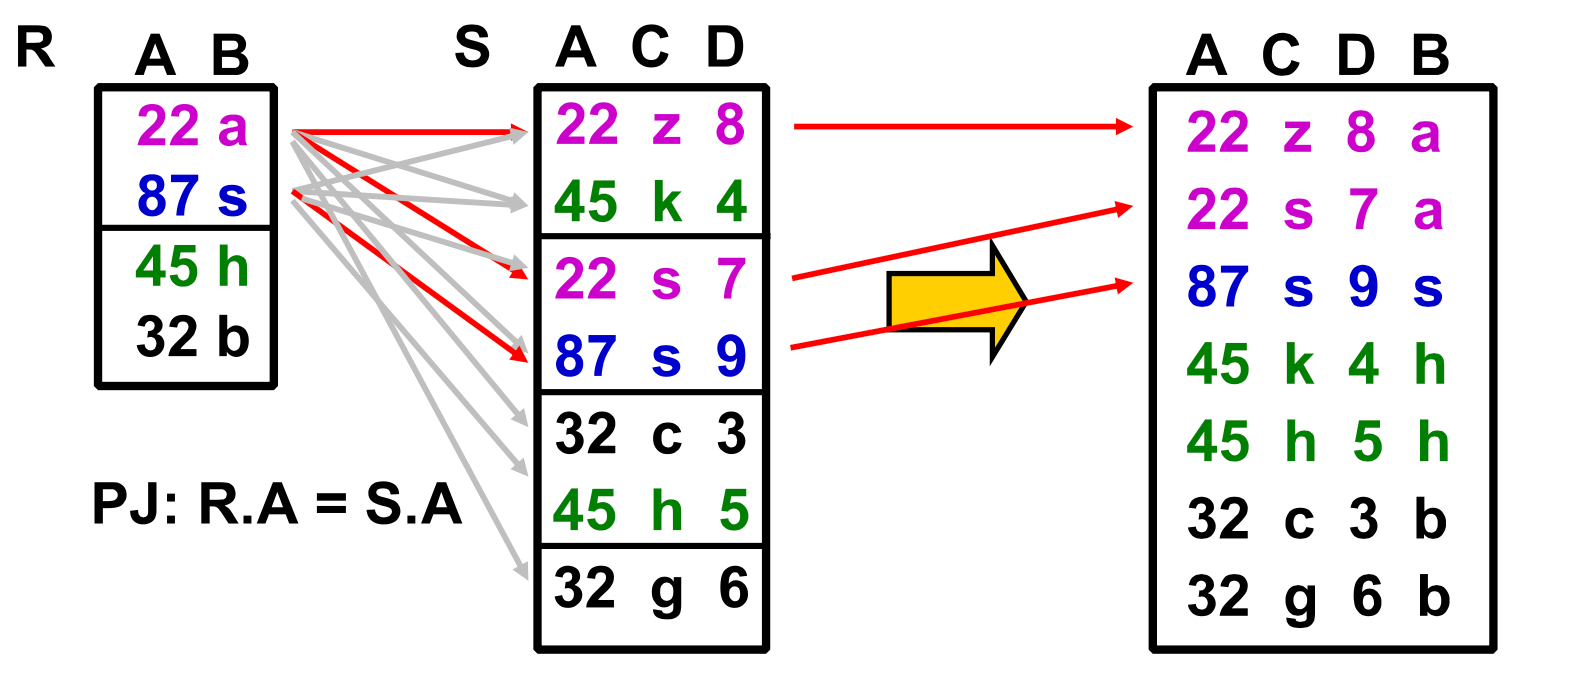 R
A B
22 a
87 s
45 h
32 b
PJ: R.A = S.A
S
A C D
22 z 8
45 k 4
22 s 7
87 s 9
32 c 3
45 h 5
32 g 6
A C D B
22 z 8 a
22 s 7 a
87 s 9 s
45 k 4 h
45 h 5 h
32 c 3 b
32 g 6 b